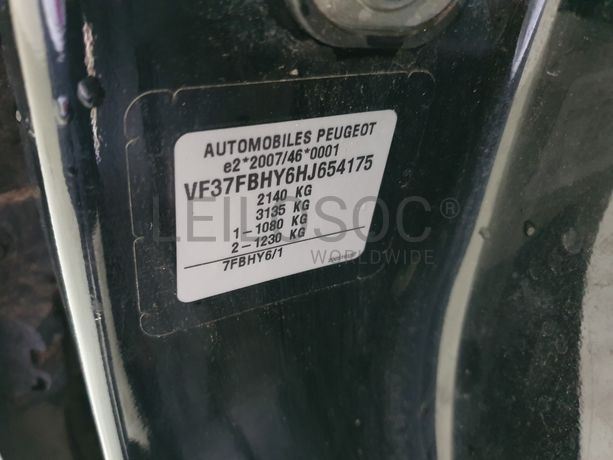 AUTOMOBILES PEUGEOT
e2*2007/46*0001
VF37FBHY6HJ654175
2140 KG
3135 KG
1-1080 KG
2-1230 KG
7FBHY6/1
LEILOSOC®
WORLDWIDE